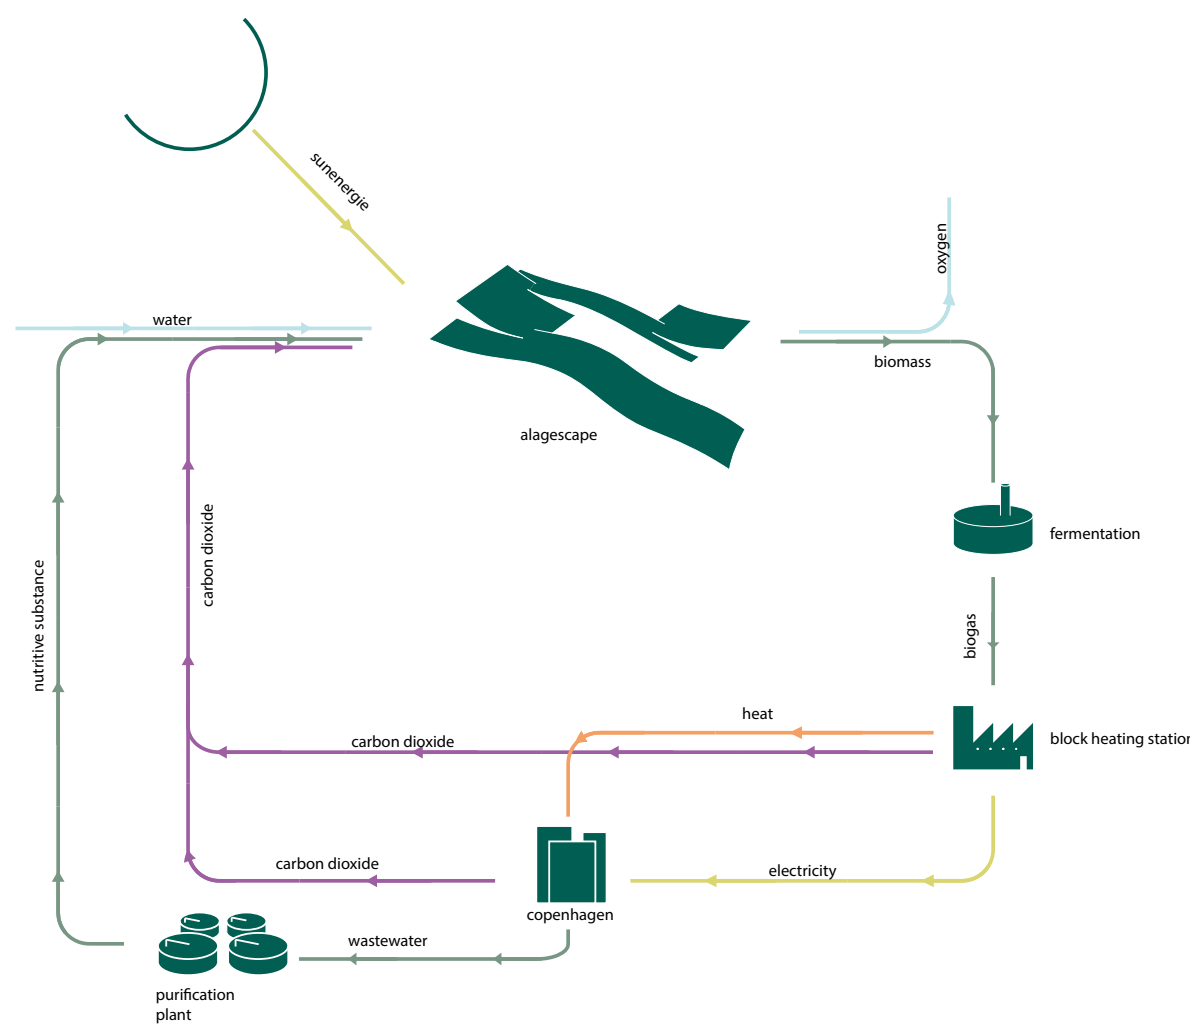 sunenergie
oxygen
water
biomass
alagescape
fermentation
carbon dioxide
nutritive substance
biogas
heat
block heating station
carbon dioxide
carbon dioxide
electricity
copenhagen
wastewater
purification
plant